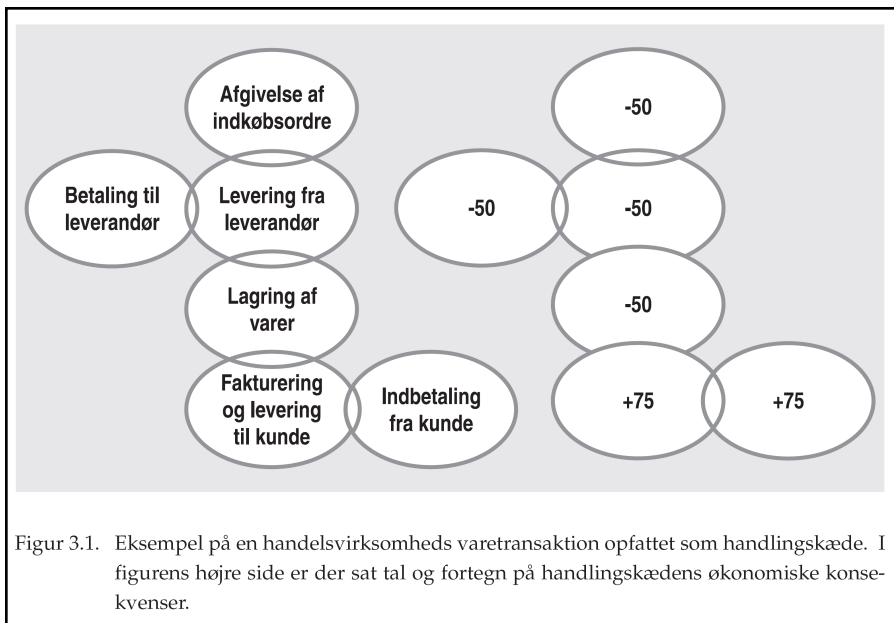 Afgivelse af
indkøbsordre
Betaling til
leverandør
Levering fra
leverandør
Lagring af
varer
Fakturering
og levering
til kunde
Indbetaling
fra kunde
-50
-50
-50
-50
+75
+75
Figur 3.1. Eksempel på en handelsvirksomheds varetransaktion opfattet som handlingskæde. I
figurens højre side er der sat tal og fortegn på handlingskædens økonomiske konse-
kvenser.